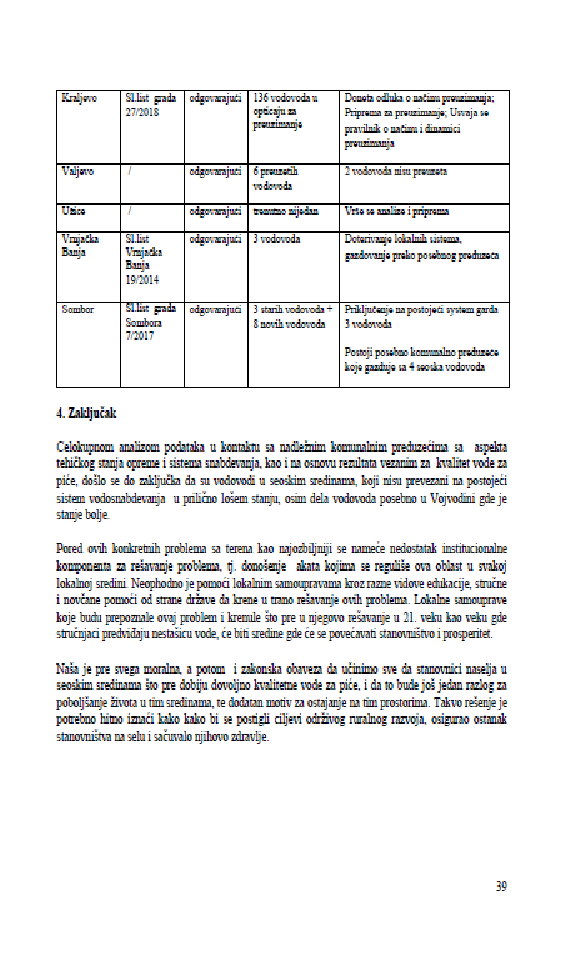 Kraljevo Sl.list grada odgovarajući 136 vodovoda u Doneta odluka o načinu preuzimanja;
27/2018 opticaju za Priprema za preuzimanje; Usvaja se
preuzimanje pravilnik o načinu i dinamici
preuzimanja
Valjevo / odgovarajući 6 preuzetih 2 vodovoda nisu preuzeta
vodovoda
Užice / odgovarajući trenutno nijedan Vrše se analize i priprema
Vrnjačka Sl.list odgovarajući 3 vodovoda Doterivanje lokalnih sistema,
Banja Vrnjačka gazdovanje preko posebnog preduzeća
Banja
19/2014
Sombor Sl.list grada odgovarajući 3 starih vodovoda + Priključenje na postojeći system garda
Sombora 8 novih vodovoda 3 vodovoda
7/2017
Postoji posebno komunalno preduzeće
koje gazduje sa 4 seoska vodovoda
4. Zaključak
Celokupnom analizom podataka u kontaktu sa nadležnim komunalnim preduzećima sa aspekta
tehičkog stanja opreme i sistema snabdevanja, kao i na osnovu rezultata vezanim za kvalitet vode za
piće, došlo se do zaključka da su vodovodi u seoskim sredinama, koji nisu prevezani na postojeći
sistem vodosnabdevanja u prilično lošem stanju, osim dela vodovoda posebno u Vojvodini gde je
stanje bolje.
Pored ovih konkretnih problema sa terena kao najozbiljniji se nameće nedostatak institucionalne
komponenta za rešavanje problema, tj. donošenje akata kojima se reguliše ova oblast u svakoj
lokalnoj sredini. Neophodno je pomoći lokalnim samoupravama kroz razne vidove edukacije, stručne
i novčane pomoći od strane države da krene u trano rešavanje ovih problema. Lokalne samouprave
koje budu prepoznale ovaj problem i krenule što pre u njegovo rešavanje u 21. veku kao veku gde
stručnjaci predviđaju nestašicu vode, će biti sredine gde će se povećavati stanovništvo i prosperitet.
Naša je pre svega moralna, a potom i zakonska obaveza da učinimo sve da stanovnici naselja u
seoskim sredinama što pre dobiju dovoljno kvalitetne vode za piće, i da to bude još jedan razlog za
poboljšanje života u tim sredinama, te dodatan motiv za ostajanje na tim prostorima. Takvo rešenje je
potrebno hitno iznaći kako kako bi se postigli ciljevi održivog ruralnog razvoja, osigurao ostanak
stanovništva na selu i sačuvalo njihovo zdravlje.
39